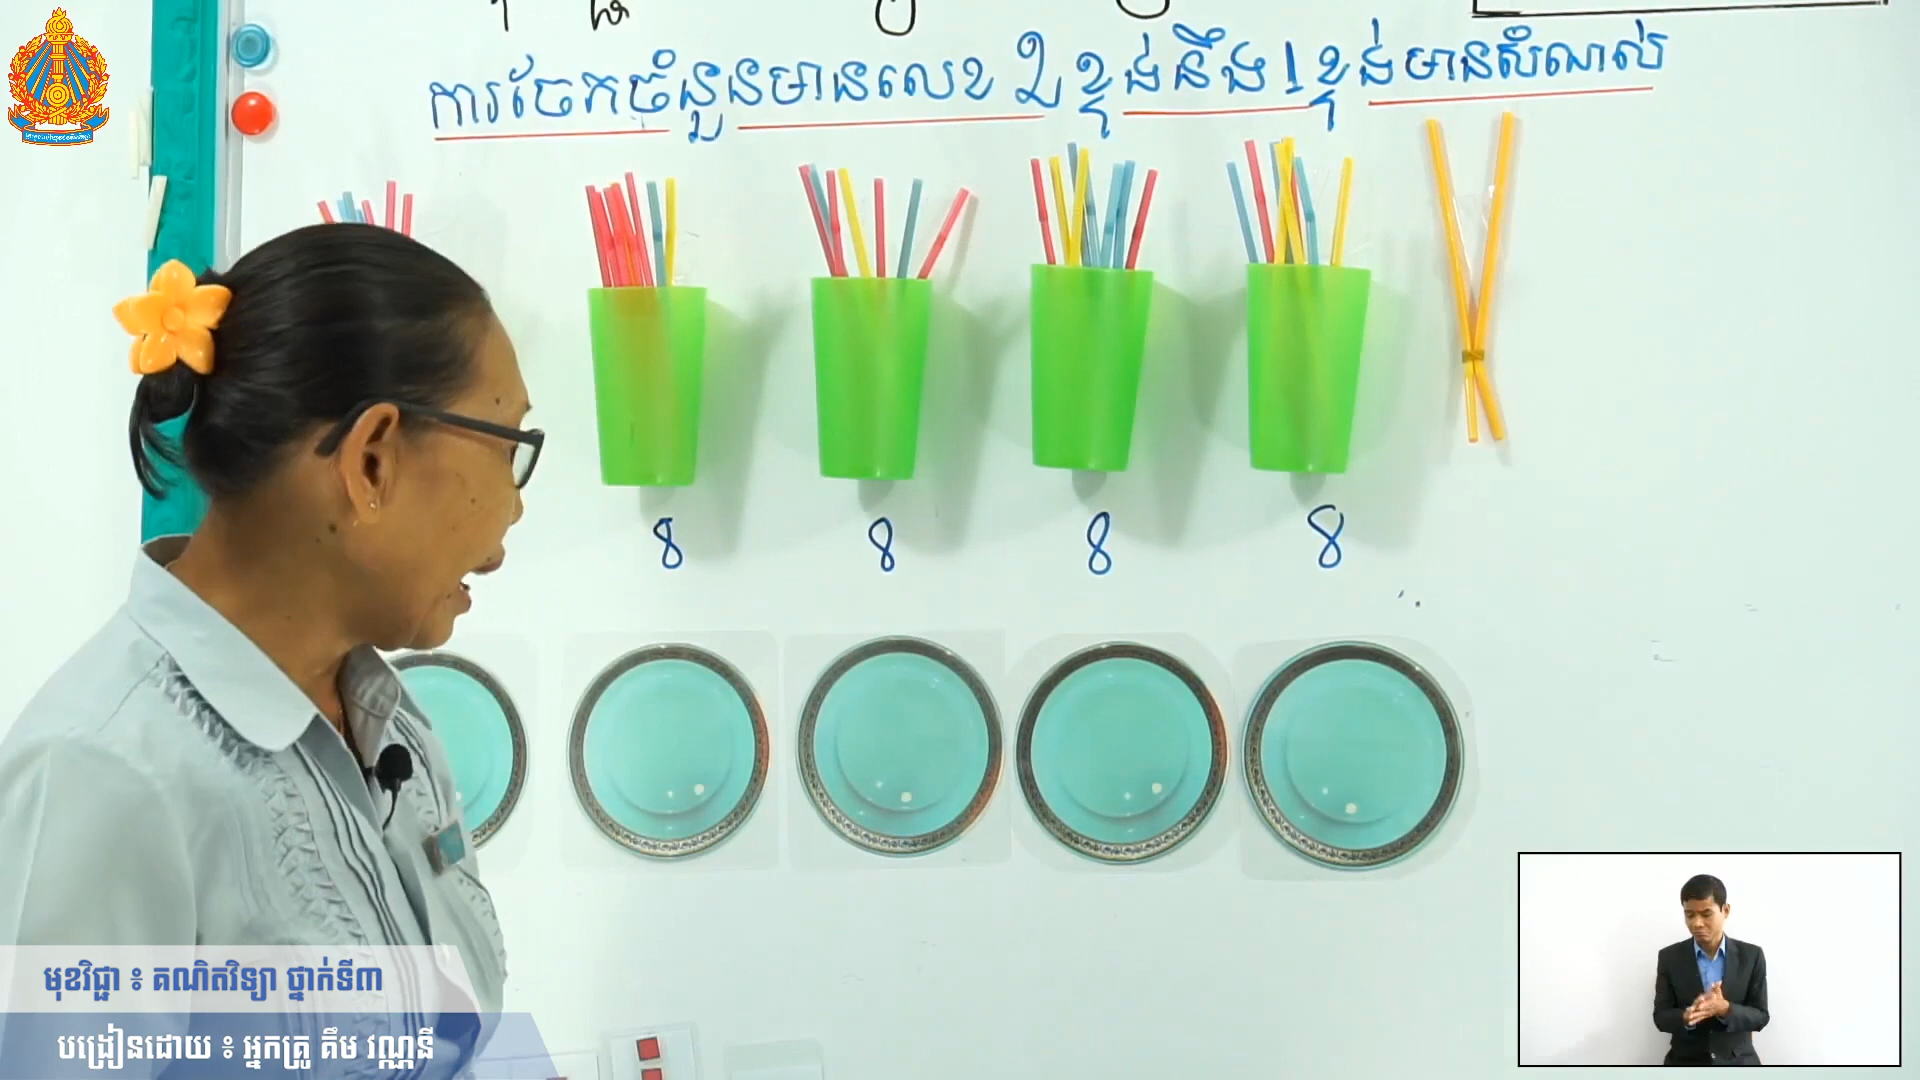 ការចែកចំនួនមានលេខ ២ ខ្ទង់នឹង ១ ខ្ទង់មានសំណល់
8 8 8 8
មុខវិជ្ជា ៖ គណិតវិទ្យា ថ្នាក់ទី៣
បង្រៀនដោយ ៖ អ្នកគ្រូ គឹម វណ្ណនី